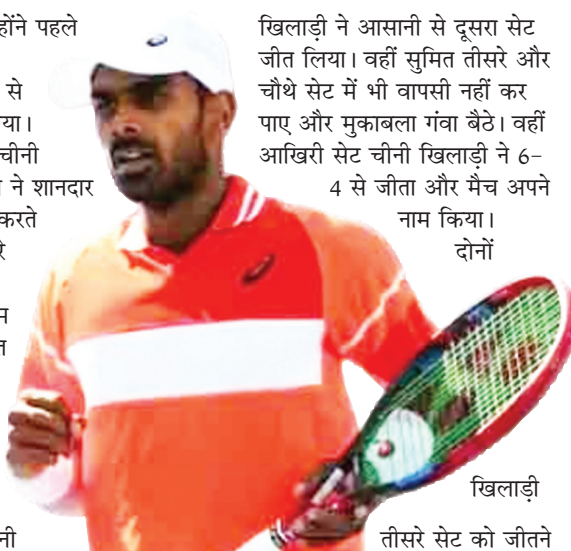 होंने पहले
से
या।
चीनी
ने शानदार
करते
खिलाड़ी ने आसानी से दूसरा सेट
जीत लिया। वहीं सुमित तीसरे और
चौथे सेट में भी वापसी नहीं कर
पाए और मुकाबला गंवा बैठे। वहीं
आखिरी सेट चीनी खिलाड़ी ने 6-
4 से जीता और मैच अपने
नाम किया।
दोनों
खिलाड़ी
तीसरे सेट को जीतने